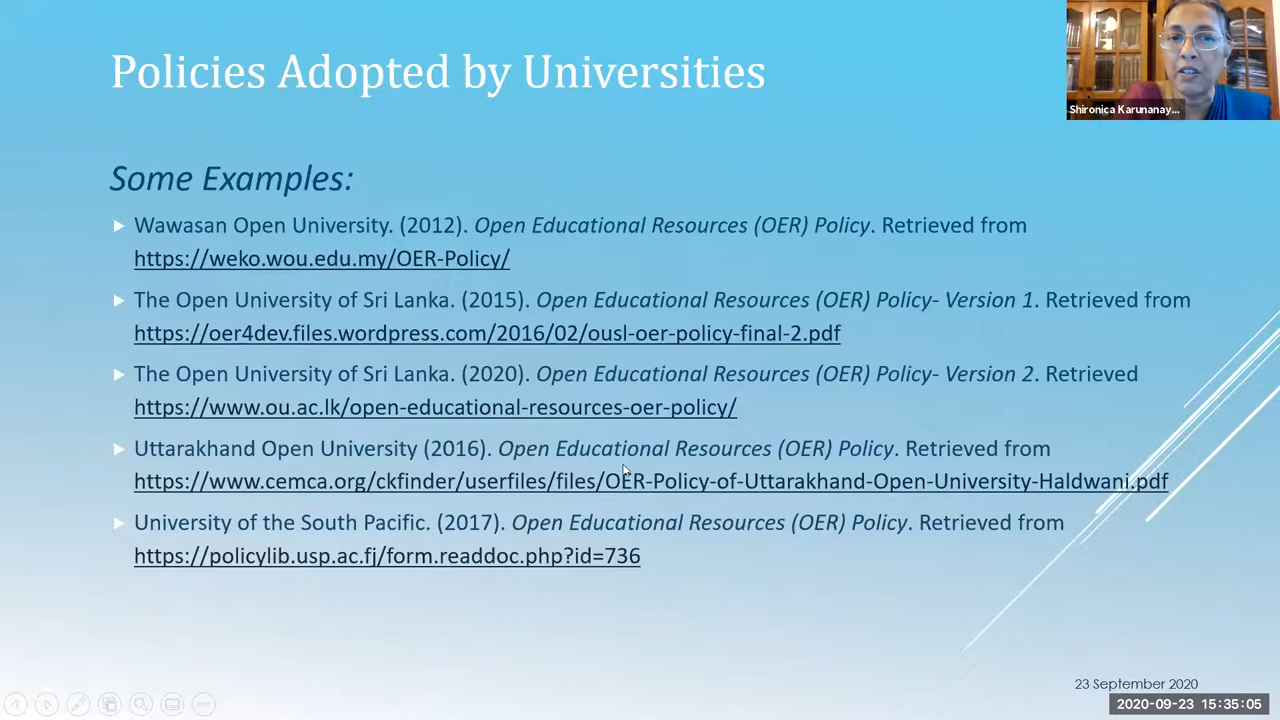 Policies Adopted by Universities
Shironica Karunanay...
Some Examples:
Wawasan Open University. (2012). Open Educational Resources (OER) Policy. Retrieved from
https://weko.wou.edu.my/OER-Policy/
The Open University of Sri Lanka. (2015). Open Educational Resources (OER) Policy- Version 1. Retrieved from
https://oer4dev.files.wordpress.com/2016/02/ousl-oer-policy-final-2.pdf
The Open University of Sri Lanka. (2020). Open Educational Resources (OER) Policy- Version 2. Retrieved
https://www.ou.ac.lk/open-educational-resources-oer-policy/
Uttarakhand Open University (2016). Open Educational Resources (OER) Policy. Retrieved from
https://www.cemca.org/ckfinder/userfiles/files/OER-Policy-of-Uttarakhand-Open-University-Haldwani.pdf
University of the South Pacific. (2017). Open Educational Resources (OER) Policy. Retrieved from
https://policylib.usp.ac.fj/form.readdoc.php?id=736
23 September 2020
2020-09-23 15:35:05